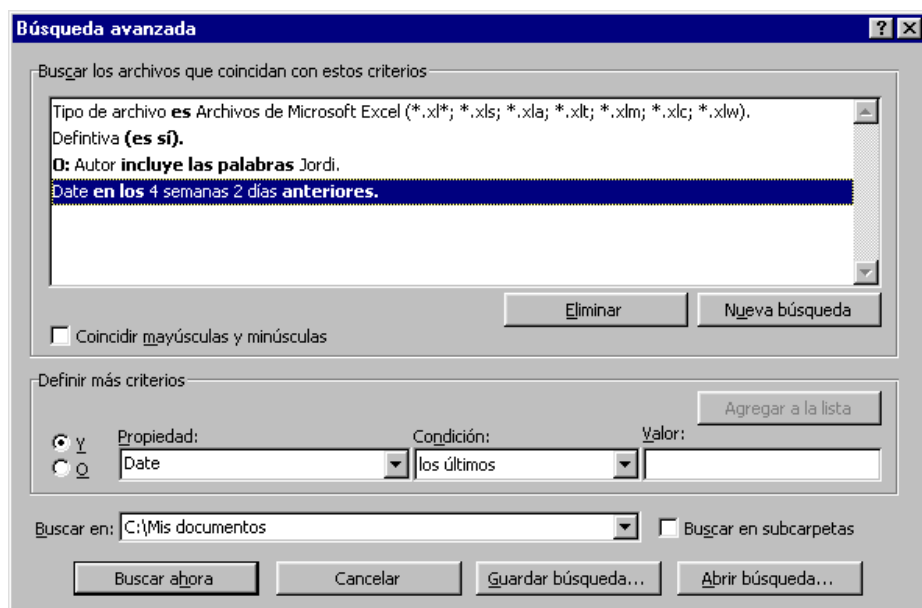 Búsqueda avanzada
Buscar los archivos que coincidan con estos criterios
Tipo de archivo es Archivos de Microsoft Excel (*.xl*; *.xls; *.xla; *.xlt; *.xlm; *.xlc; *.xlw).
Defintiva (es sí).
O: Autor incluye las palabras Jordi.
Date en los 4 semanas 2 días anteriores.
Eliminar Nueva búsqueda
Coincidir mayúsculas y minúsculas
Definir más criterios
Agregar a la lista
Y Propiedad: Condición: Valor:
O Date los últimos
Buscar en: C:\Mis documentos Buscar en subcarpetas
Buscar ahora Cancelar Guardar búsqueda... Abrir búsqueda...